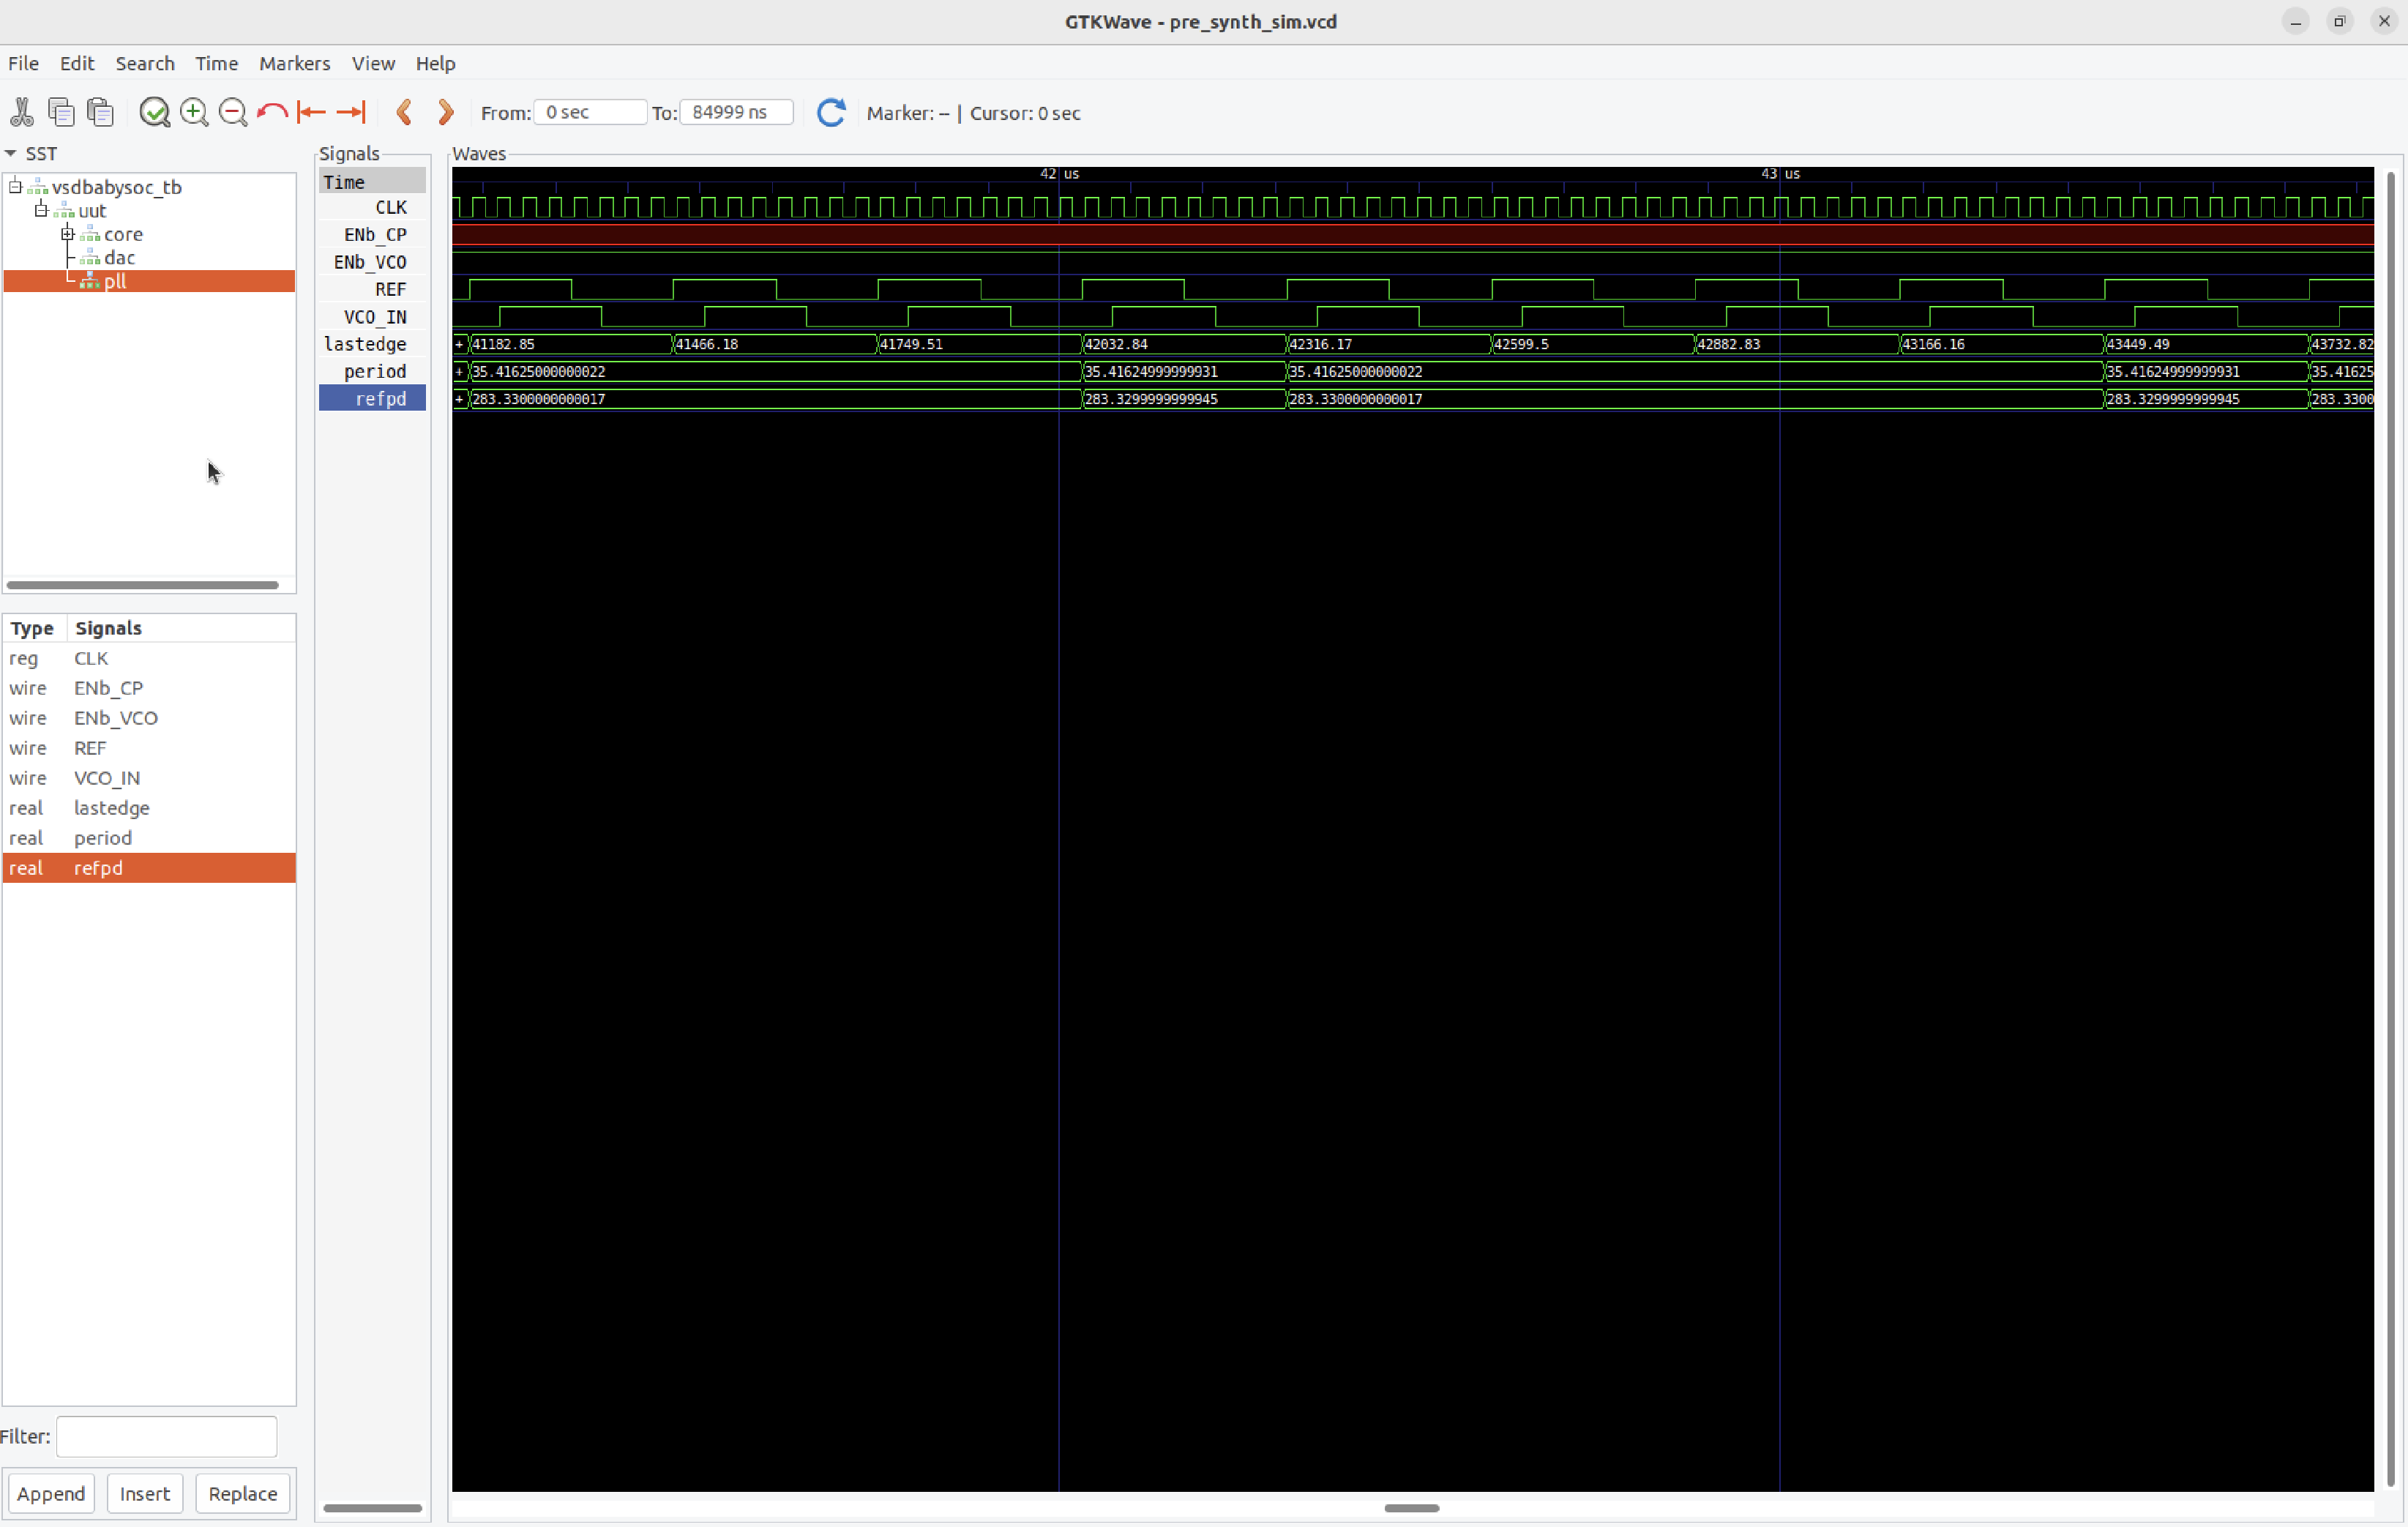 GTKWave - pre_synth_sim.vcd
File Edit Search Time Markers View Help
From: 0 sec To: 84999 ns Marker: -- | Cursor: 0 sec
SST
vsdbabysoc_tb
uut
core
dac
pll
Signals
Time
CLK
ENb_CP
ENb_VCO
REF
VCO_IN
lastedge
period
refpd
Waves
42 us 43 us
+ 41182.85 41466.18 41749.51 42032.84 42316.17 42599.5 42882.83 43166.16 43449.49 43732.82
+ 35.41625000000022 35.41624999999931 35.41625000000022 35.41624999999931 35.41625
+ 283.3300000000017 283.3299999999945 283.3300000000017 283.3299999999945 283.3300
Type Signals
reg CLK
wire ENb_CP
wire ENb_VCO
wire REF
wire VCO_IN
real lastedge
real period
real refpd
Filter:
Append Insert Replace